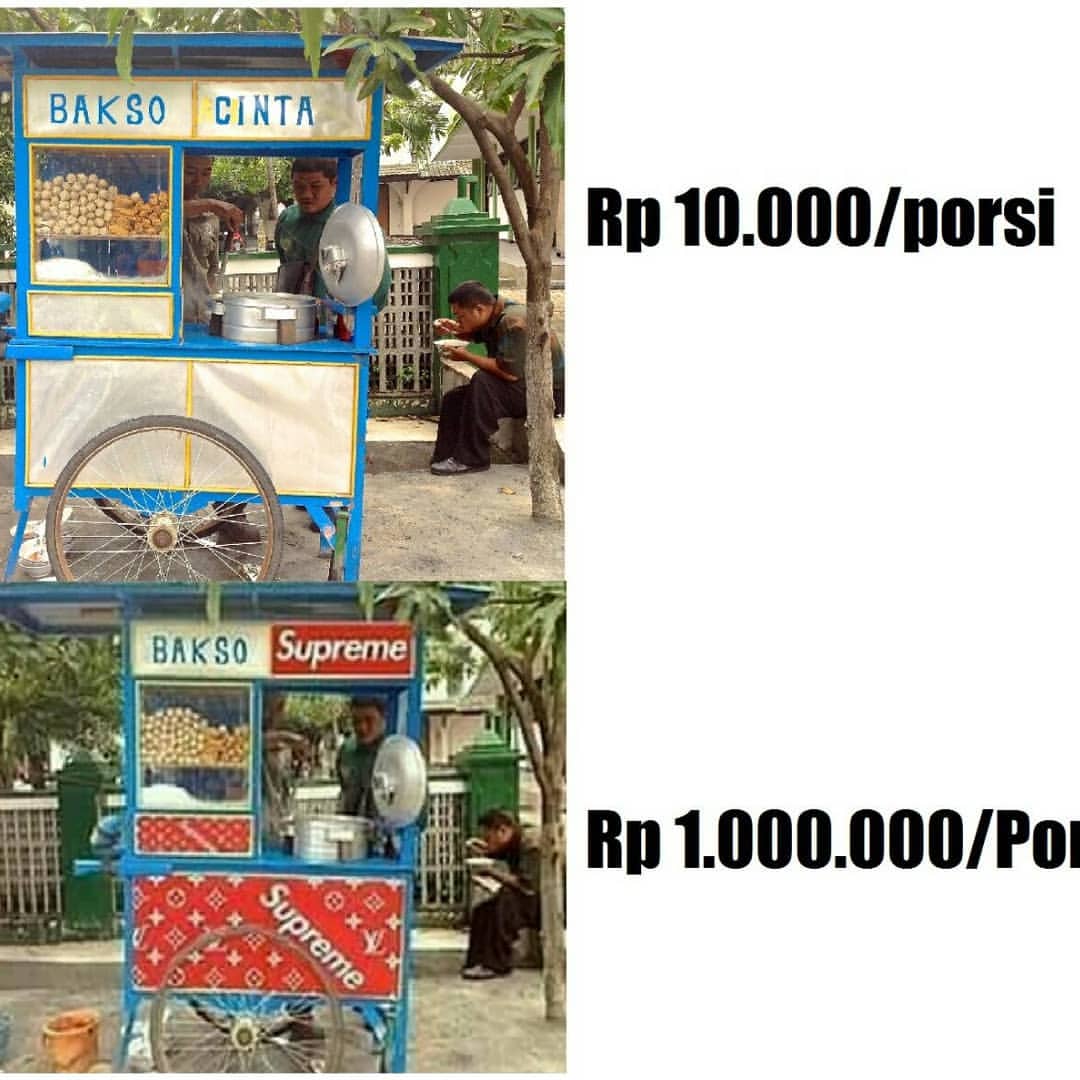 BAKSO CINTA
Rp 10.000/porsi
BAKSO Supreme
Rp 1.000.000/Por
Supreme